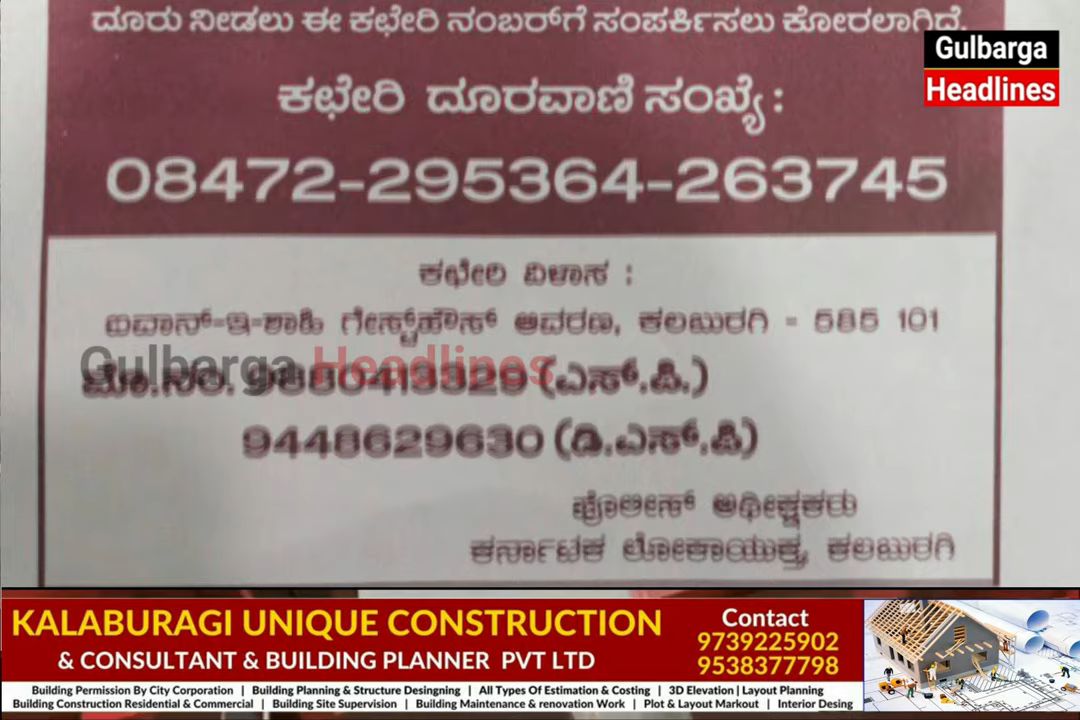 ದೂರು ನೀಡಲು ಈ ಕಛೇರಿ ನಂಬರ್‌ಗೆ ಸಂಪರ್ಕಿಸಲು ಕೋರಲಾಗಿದೆ.
Gulbarga
Headlines
ಕಛೇರಿ ದೂರವಾಣಿ ಸಂಖ್ಯೆ :
08472-295364-263745
ಕಛೇರಿ ವಿಳಾಸ :
ಐವಾನ್-ಇ-ಶಾಹಿ ಗೇಸ್ಟ್‌ಹೌಸ್ ಆವರಣ, ಕಲಬುರಗಿ - 585 101
Gulbarga Headlines
ಮೊ.ನಂ. (ಎಸ್.ಪಿ.)
9448629630 (ಡಿ.ಎಸ್.ಪಿ)
ಪೊಲೀಸ್ ಅಧೀಕ್ಷಕರು
ಕರ್ನಾಟಕ ಲೋಕಾಯುಕ್ತ, ಕಲಬುರಗಿ
KALABURAGI UNIQUE CONSTRUCTION
& CONSULTANT & BUILDING PLANNER PVT LTD
Contact
9739225902
9538377798
Building Permission By City Corporation | Building Planning & Structure Desingning | All Types Of Estimation & Costing | 3D Elevation | Layout Planning
Building Construction Residential & Commercial | Building Site Supervision | Building Maintenance & renovation Work | Plot & Layout Markout | Interior Desing